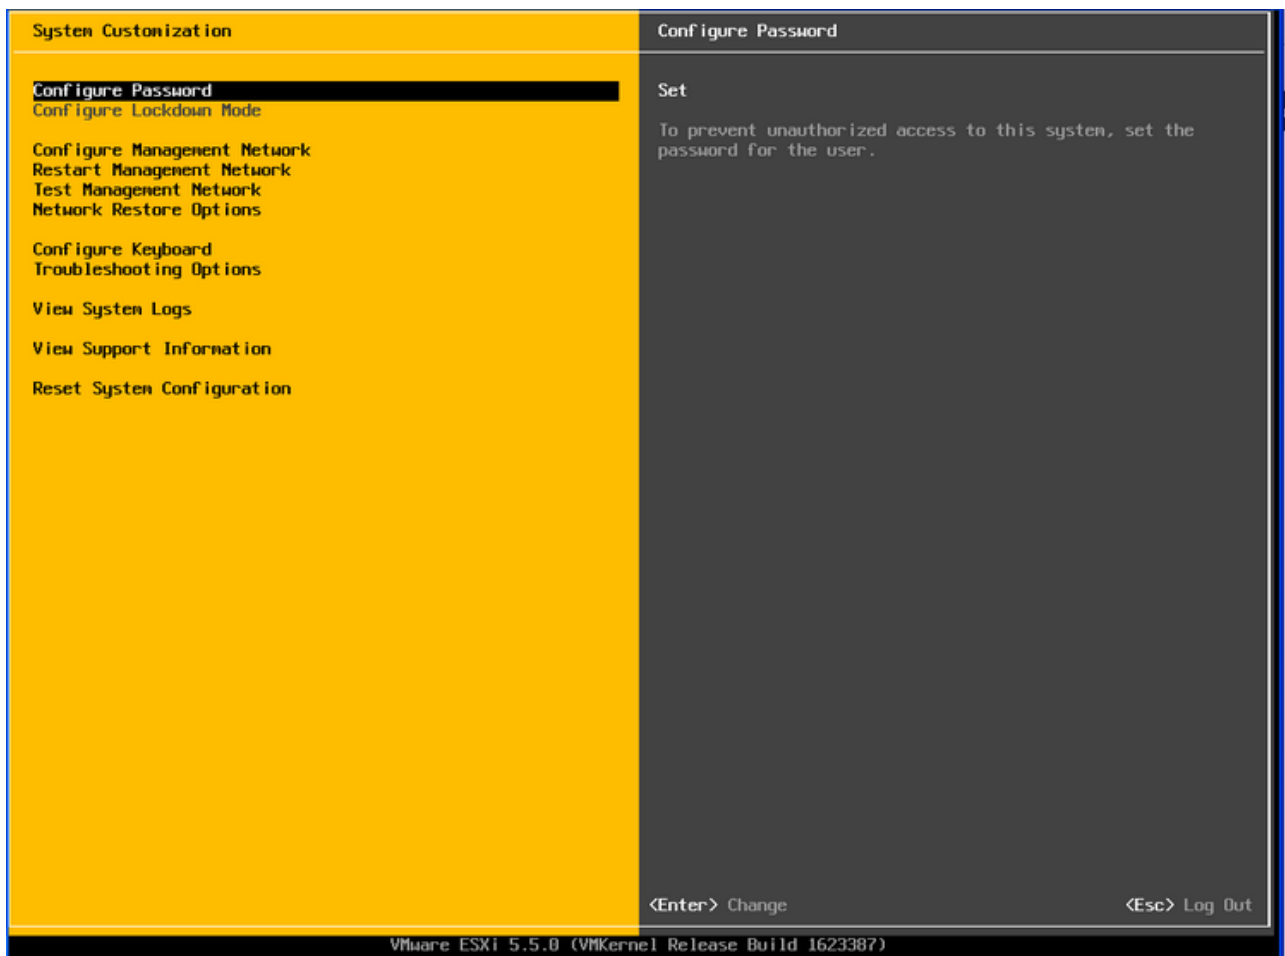 System Customization
Configure Password
Configure Password
Configure Lockdown Mode
Configure Management Network
Restart Management Network
Test Management Network
Network Restore Options
Configure Keyboard
Troubleshooting Options
View System Logs
View Support Information
Reset System Configuration
Set
To prevent unauthorized access to this system, set the
password for the user.
<Enter> Change
<Esc> Log Out
VMware ESXi 5.5.0 (VMKernel Release Build 1623387)